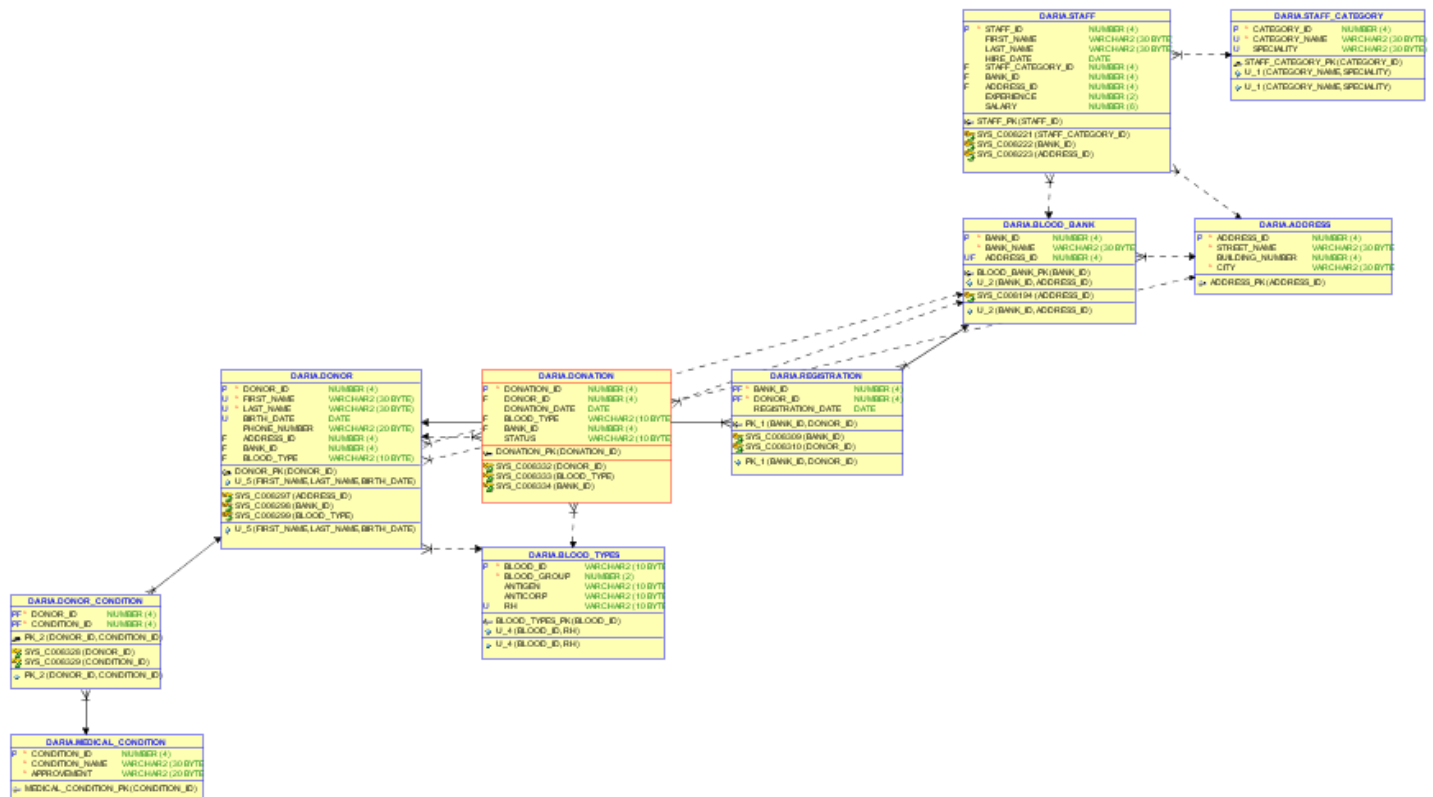 DARIA.STAFF
P * STAFF_ID NUMBER (4)
FIRST_NAME VARCHAR2 (30 BYTE
LAST_NAME VARCHAR2 (30 BYTE
HIRE_DATE DATE
F STAFF_CATEGORY_ID NUMBER (4)
F BANK_ID NUMBER (4)
F ADDRESS_ID NUMBER (4)
EXPERIENCE NUMBER (2)
SALARY NUMBER (6)
STAFF_PK (STAFF_ID)
SYS_C008221 (STAFF_CATEGORY_ID)
SYS_C008222 (BANK_ID)
SYS_C008223 (ADDRESS_ID)
DARIA.STAFF_CATEGORY
P * CATEGORY_ID NUMBER (4)
U * CATEGORY_NAME VARCHAR2 (30 BYTE)
U SPECIALITY VARCHAR2 (30 BYTE)
STAFF_CATEGORY_PK (CATEGORY_ID)
U_1 (CATEGORY_NAME, SPECIALITY)
U_1 (CATEGORY_NAME, SPECIALITY)
DARIA.BLOOD_BANK
P * BANK_ID NUMBER (4)
* BANK_NAME VARCHAR2 (30 BYTE
UF ADDRESS_ID NUMBER (4)
BLOOD_BANK_PK (BANK_ID)
U_2 (BANK_ID, ADDRESS_ID)
SYS_C008194 (ADDRESS_ID)
U_2 (BANK_ID, ADDRESS_ID)
DARIA.ADDRESS
P * ADDRESS_ID NUMBER (4)
* STREET_NAME VARCHAR2 (30 BYTE
BUILDING_NUMBER NUMBER (4)
* CITY VARCHAR2 (30 BYTE
ADDRESS_PK (ADDRESS_ID)
DARIA.DONOR
P * DONOR_ID NUMBER (4)
U * FIRST_NAME VARCHAR2 (30 BYTE)
U * LAST_NAME VARCHAR2 (30 BYTE)
U BIRTH_DATE DATE
PHONE_NUMBER VARCHAR2 (20 BYTE)
F ADDRESS_ID NUMBER (4)
F BANK_ID NUMBER (4)
F BLOOD_TYPE VARCHAR2 (10 BYTE)
DONOR_PK (DONOR_ID)
U_5 (FIRST_NAME, LAST_NAME, BIRTH_DATE)
SYS_C008297 (ADDRESS_ID)
SYS_C008298 (BANK_ID)
SYS_C008299 (BLOOD_TYPE)
U_5 (FIRST_NAME, LAST_NAME, BIRTH_DATE)
DARIA.DONATION
P * DONATION_ID NUMBER (4)
F DONOR_ID NUMBER (4)
DONATION_DATE DATE
F BLOOD_TYPE VARCHAR2 (10 BYTE
F BANK_ID NUMBER (4)
STATUS VARCHAR2 (10 BYTE
DONATION_PK (DONATION_ID)
SYS_C008332 (DONOR_ID)
SYS_C008333 (BLOOD_TYPE)
SYS_C008334 (BANK_ID)
DARIA.REGISTRATION
PF * BANK_ID NUMBER (4)
PF * DONOR_ID NUMBER (4)
REGISTRATION_DATE DATE
PK_1 (BANK_ID, DONOR_ID)
SYS_C008309 (BANK_ID)
SYS_C008310 (DONOR_ID)
PK_1 (BANK_ID, DONOR_ID)
DARIA.BLOOD_TYPES
P * BLOOD_ID VARCHAR2 (10 BYTE
* BLOOD_GROUP NUMBER (2)
ANTIGEN VARCHAR2 (10 BYTE
ANTICORP VARCHAR2 (10 BYTE
U RH VARCHAR2 (10 BYTE
BLOOD_TYPES_PK (BLOOD_ID)
U_4 (BLOOD_ID, RH)
U_4 (BLOOD_ID, RH)
DARIA.DONOR_CONDITION
PF * DONOR_ID NUMBER (4)
PF * CONDITION_ID NUMBER (4)
PK_2 (DONOR_ID, CONDITION_ID)
SYS_C008328 (DONOR_ID)
SYS_C008329 (CONDITION_ID)
PK_2 (DONOR_ID, CONDITION_ID)
DARIA.MEDICAL_CONDITION
P * CONDITION_ID NUMBER (4)
* CONDITION_NAME VARCHAR2 (30 BYTE
* APPROVEMENT VARCHAR2 (20 BYTE
MEDICAL_CONDITION_PK (CONDITION_ID)